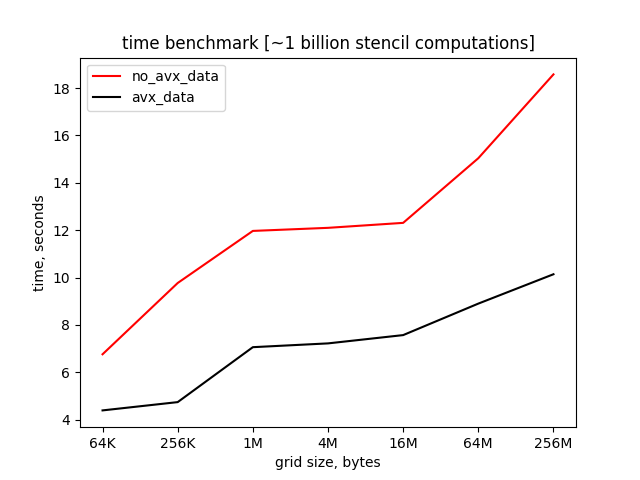 time benchmark [~1 billion stencil computations]
no_avx_data
avx_data
18
16
14
12
10
8
6
4
time, seconds
64K 256K 1M 4M 16M 64M 256M
grid size, bytes